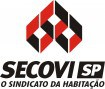 SECOVI SP
O SINDICATO DA HABITAÇÃO